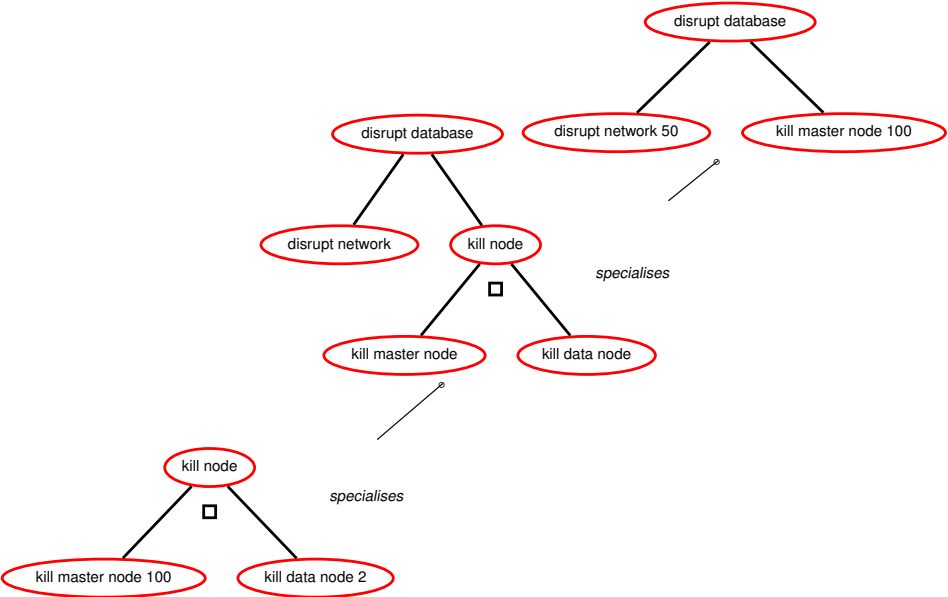 disrupt database
disrupt network 50
kill master node 100
disrupt database
disrupt network
kill node
specialises
kill master node
kill data node
kill node
specialises
kill master node 100
kill data node 2